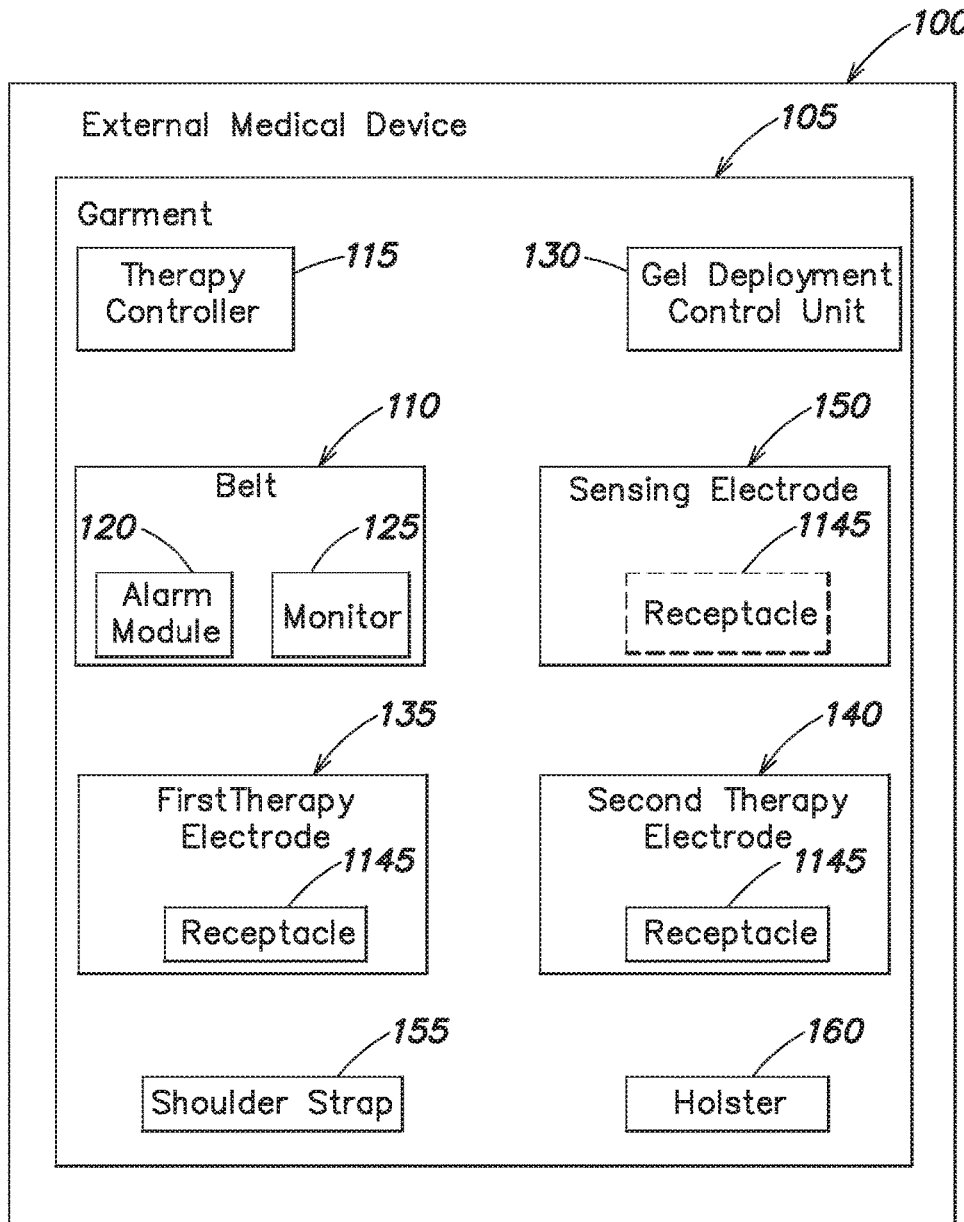 100
External Medical Device
105
Garment
Therapy
Controller
115
130
Gel Deployment
Control Unit
110
Belt
120
125
Alarm
Module
Monitor
150
Sensing Electrode
1145
Receptacle
135
FirstTherapy
Electrode
1145
Receptacle
140
Second Therapy
Electrode
1145
Receptacle
155
Shoulder Strap
160
Holster